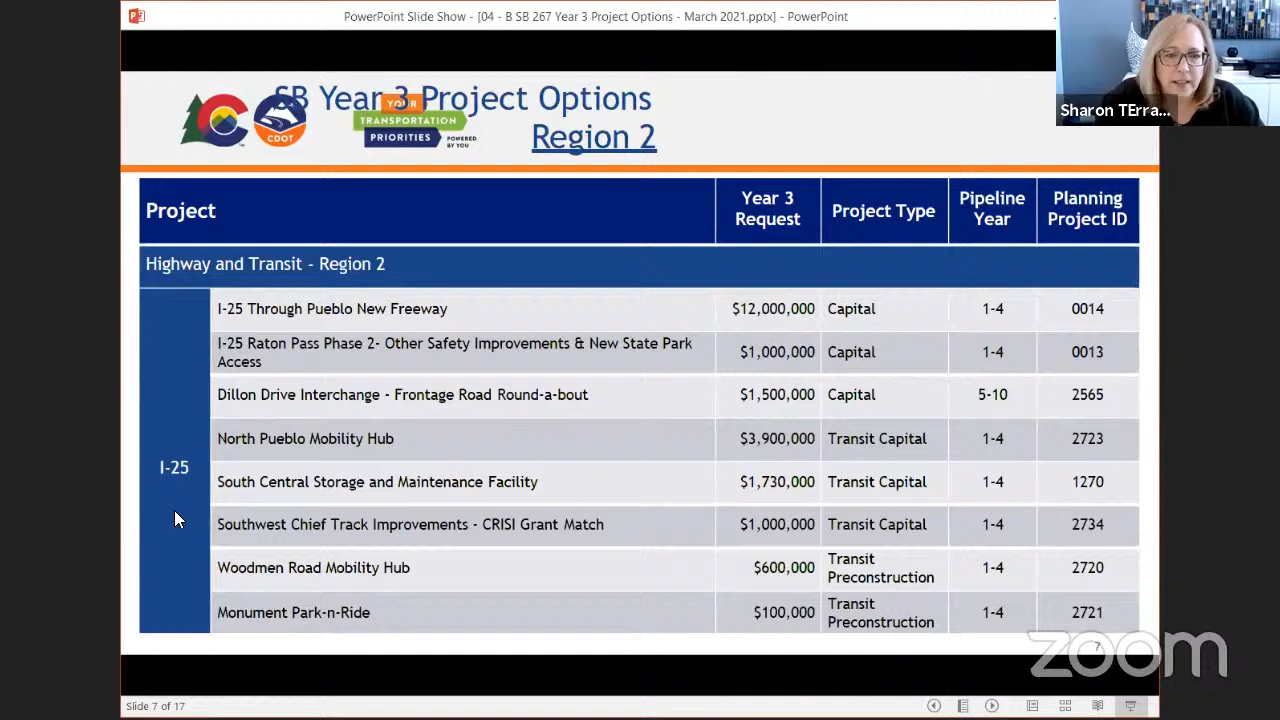 PowerPoint Slide Show - [04 - B SB 267 Year 3 Project Options - March 2021.pptx] - PowerPoint
Sharon TErra...
SB Year 3 Project Options
Region 2
CDOT
YOUR
TRANSPORTATION
PRIORITIES
POWERED
BY YOU
Project
Year 3
Request
Project Type
Pipeline
Year
Planning
Project ID
Highway and Transit - Region 2
I-25
I-25 Through Pueblo New Freeway $12,000,000 Capital 1-4 0014
I-25 Raton Pass Phase 2- Other Safety Improvements & New State Park
Access
$1,000,000 Capital 1-4 0013
Dillon Drive Interchange - Frontage Road Round-a-bout $1,500,000 Capital 5-10 2565
North Pueblo Mobility Hub $3,900,000 Transit Capital 1-4 2723
South Central Storage and Maintenance Facility $1,730,000 Transit Capital 1-4 1270
Southwest Chief Track Improvements - CRISI Grant Match $1,000,000 Transit Capital 1-4 2734
Woodmen Road Mobility Hub $600,000
Transit
Preconstruction
1-4 2720
Monument Park-n-Ride $100,000
Transit
Preconstruction
1-4 2721
7
zoom
Slide 7 of 17